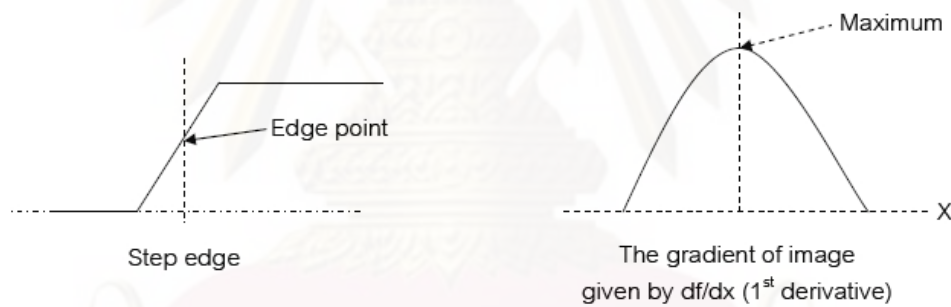 Maximum
Edge point
X
Step edge
The gradient of image
given by df/dx (1st derivative)